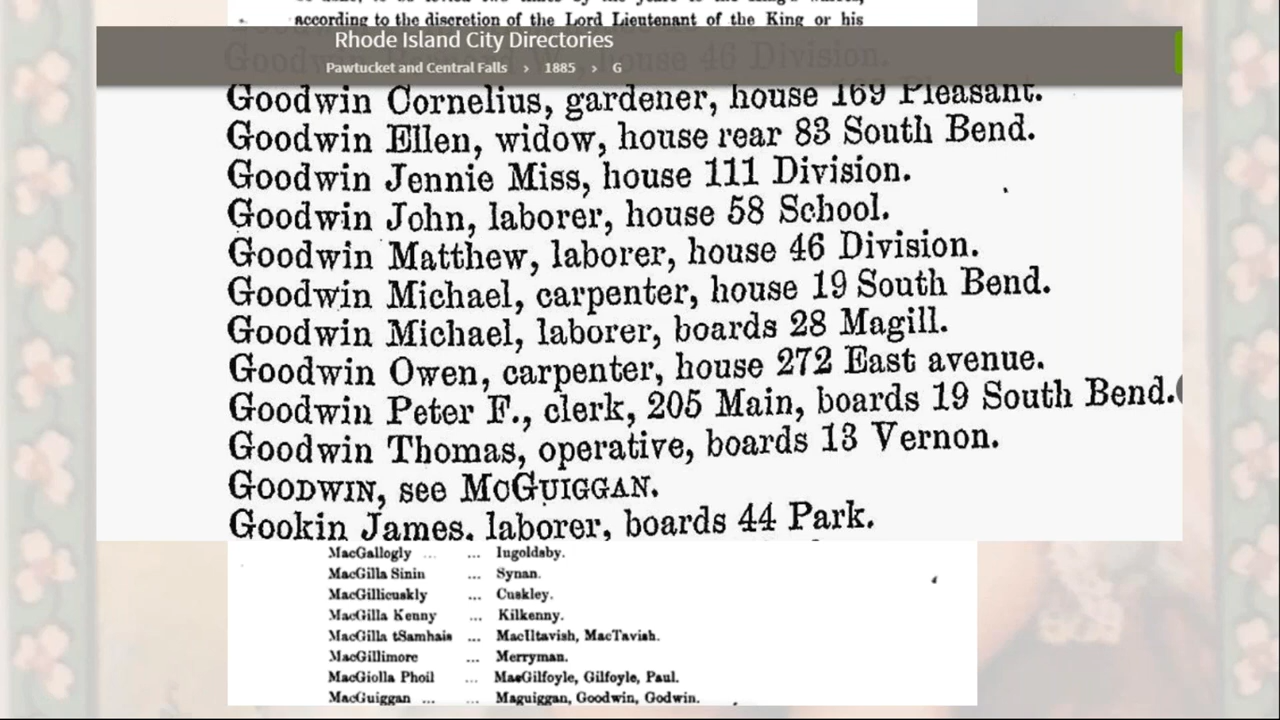 according to the discretion of the Lord Lieutenant of the King or his
Rhode Island City Directories
Pawtucket and Central Falls › 1885 › G
house 46 Division.
Goodwin Cornelius, gardener, house 169 Pleasant.
Goodwin Ellen, widow, house rear 83 South Bend.
Goodwin Jennie Miss, house 111 Division.
Goodwin John, laborer, house 58 School.
Goodwin Matthew, laborer, house 46 Division.
Goodwin Michael, carpenter, house 19 South Bend.
Goodwin Michael, laborer, boards 28 Magill.
Goodwin Owen, carpenter, house 272 East avenue.
Goodwin Peter F., clerk, 205 Main, boards 19 South Bend.
Goodwin Thomas, operative, boards 13 Vernon.
GOODWIN, see MCGUIGGAN.
Gookin James, laborer, boards 44 Park.
MacGallogly ... ... Iugoldsby.
MacGilla Sinin ... Synan.
MacGillicuskly ... Cuskley.
MacGilla Kenny ... Kilkenny.
MacGilla tSamhais ... MacIltavish, MacTavish.
MacGillimore ... Merryman.
MacGiolla Phoil ... MacGilfoyle, Gilfoyle, Paul.
MacGuiggan ... ... Maguiggan, Goodwin, Godwin.